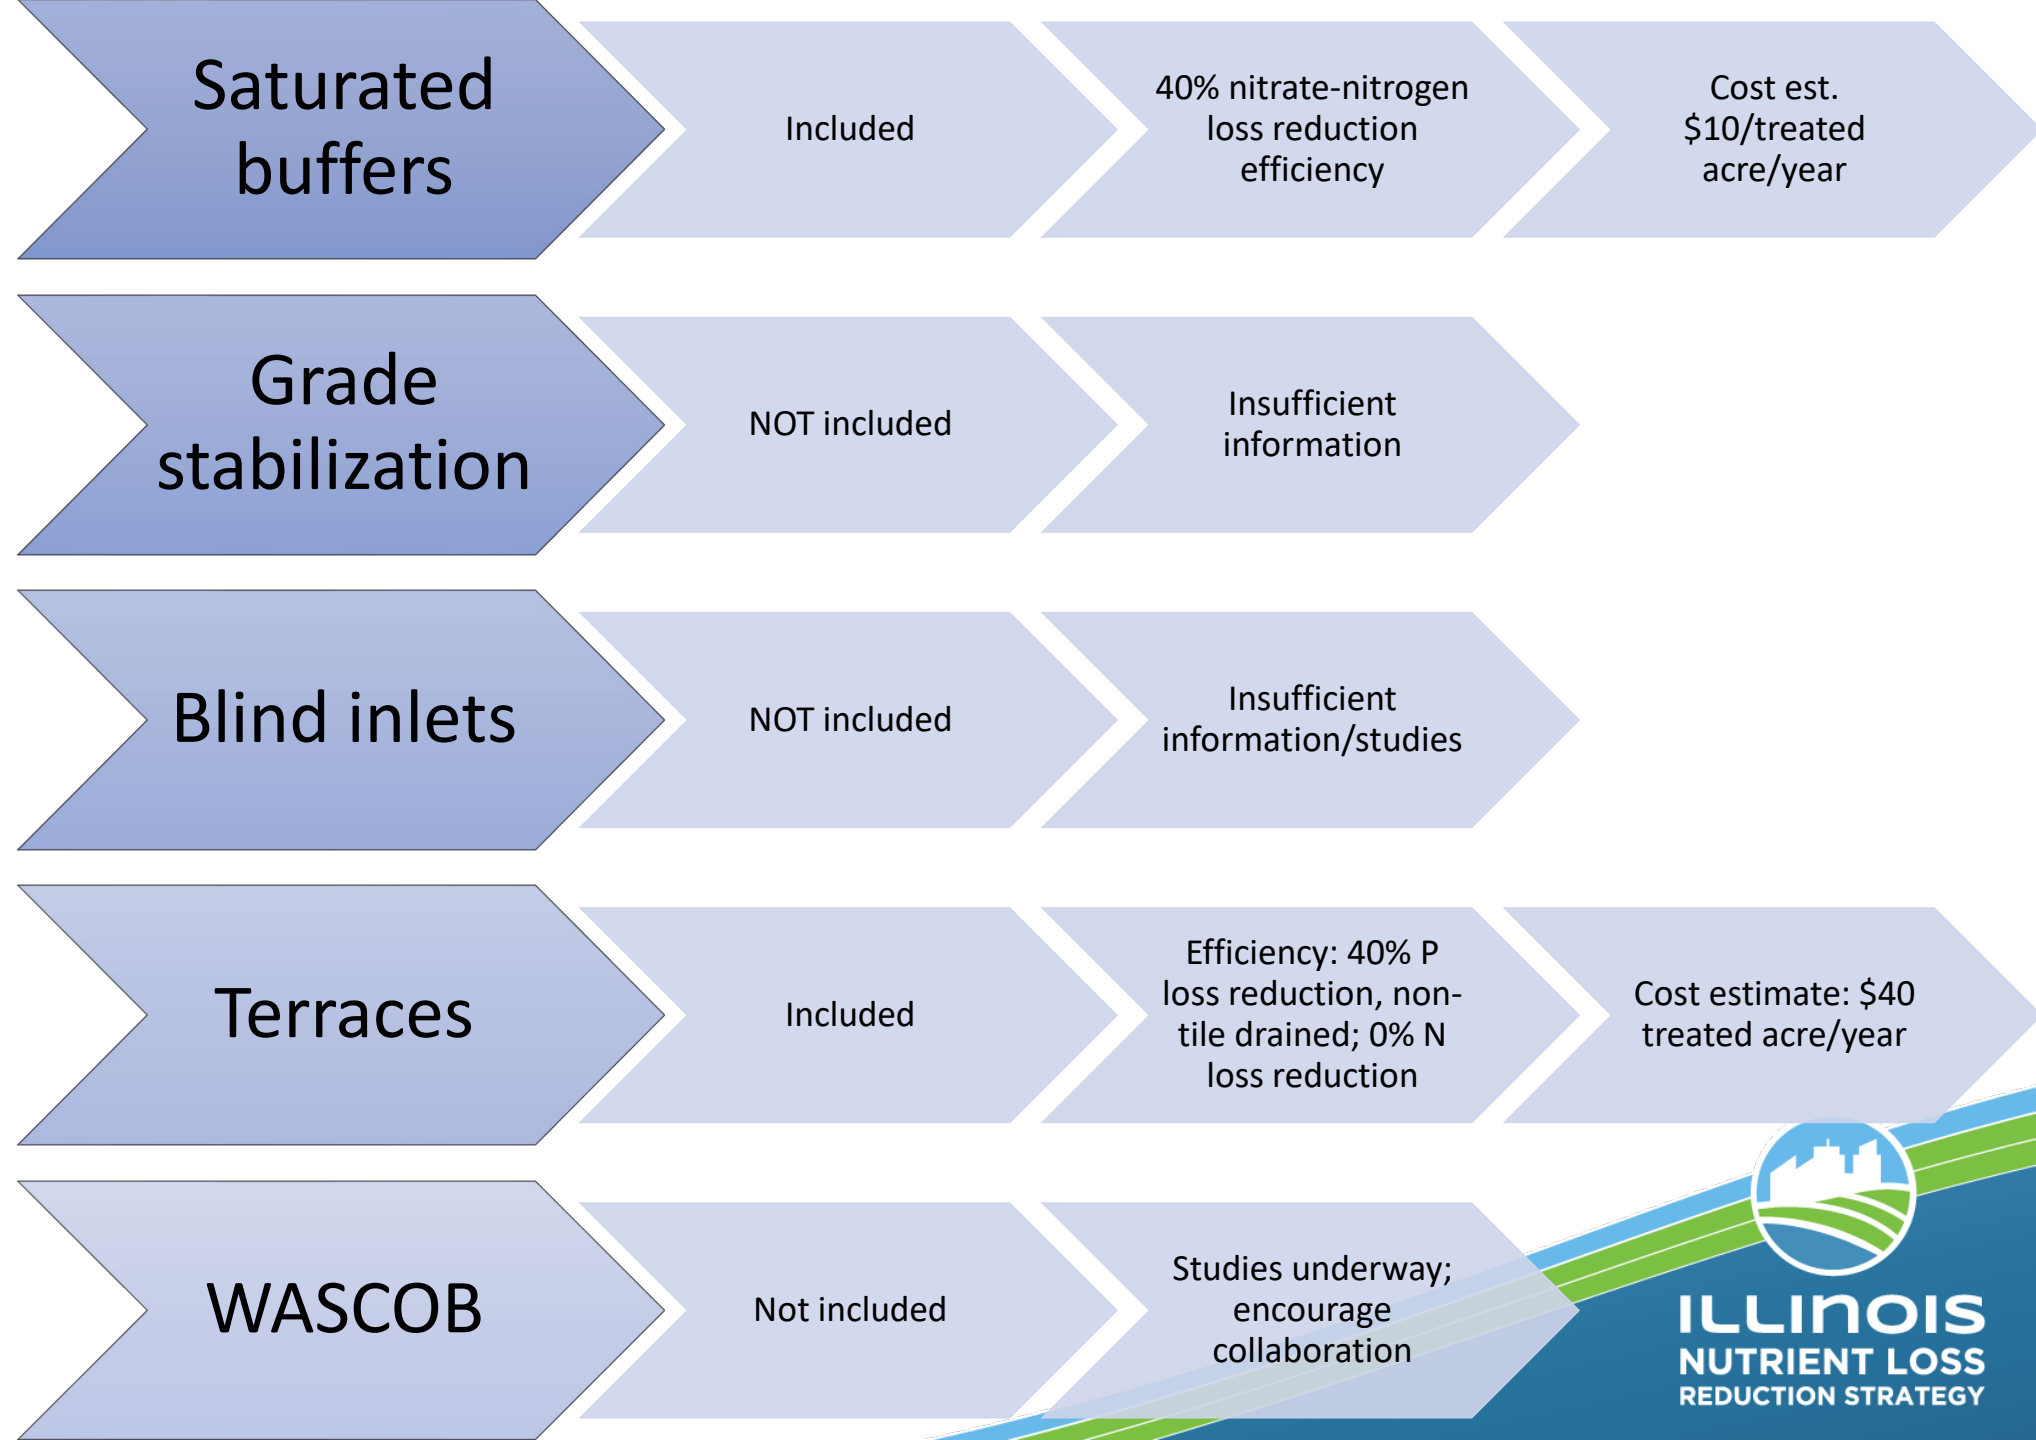 Saturated
buffers
Included
40% nitrate-nitrogen
loss reduction
efficiency
Cost est.
$10/treated
acre/year
Grade
stabilization
NOT included
Insufficient
information
Blind inlets
NOT included
Insufficient
information/studies
Terraces
Included
Efficiency: 40% P
loss reduction, non-
tile drained; 0% N
loss reduction
Cost estimate: $40
treated acre/year
WASCOB
Not included
Studies underway;
encourage
collaboration
ILLINOIS
NUTRIENT LOSS
REDUCTION STRATEGY